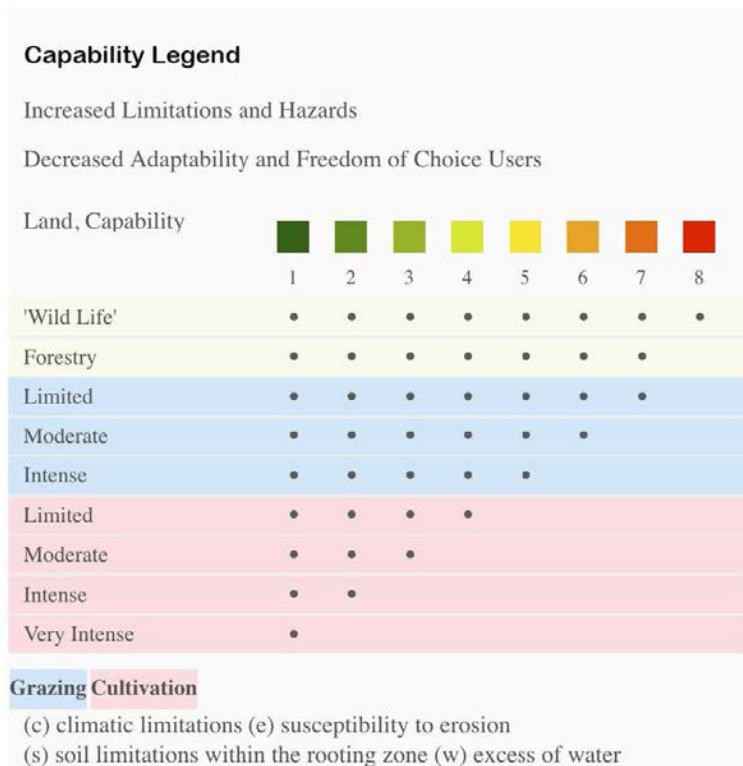 Capability Legend
Increased Limitations and Hazards
Decreased Adaptability and Freedom of Choice Users
Land, Capability
1 2 3 4 5 6 7 8
'Wild Life' • • • • • • • •
Forestry • • • • • • •
Limited • • • • • • •
Moderate • • • • • •
Intense • • • • •
Limited • • • •
Moderate • • •
Intense • •
Very Intense •
Grazing Cultivation
(c) climatic limitations (e) susceptibility to erosion
(s) soil limitations within the rooting zone (w) excess of water